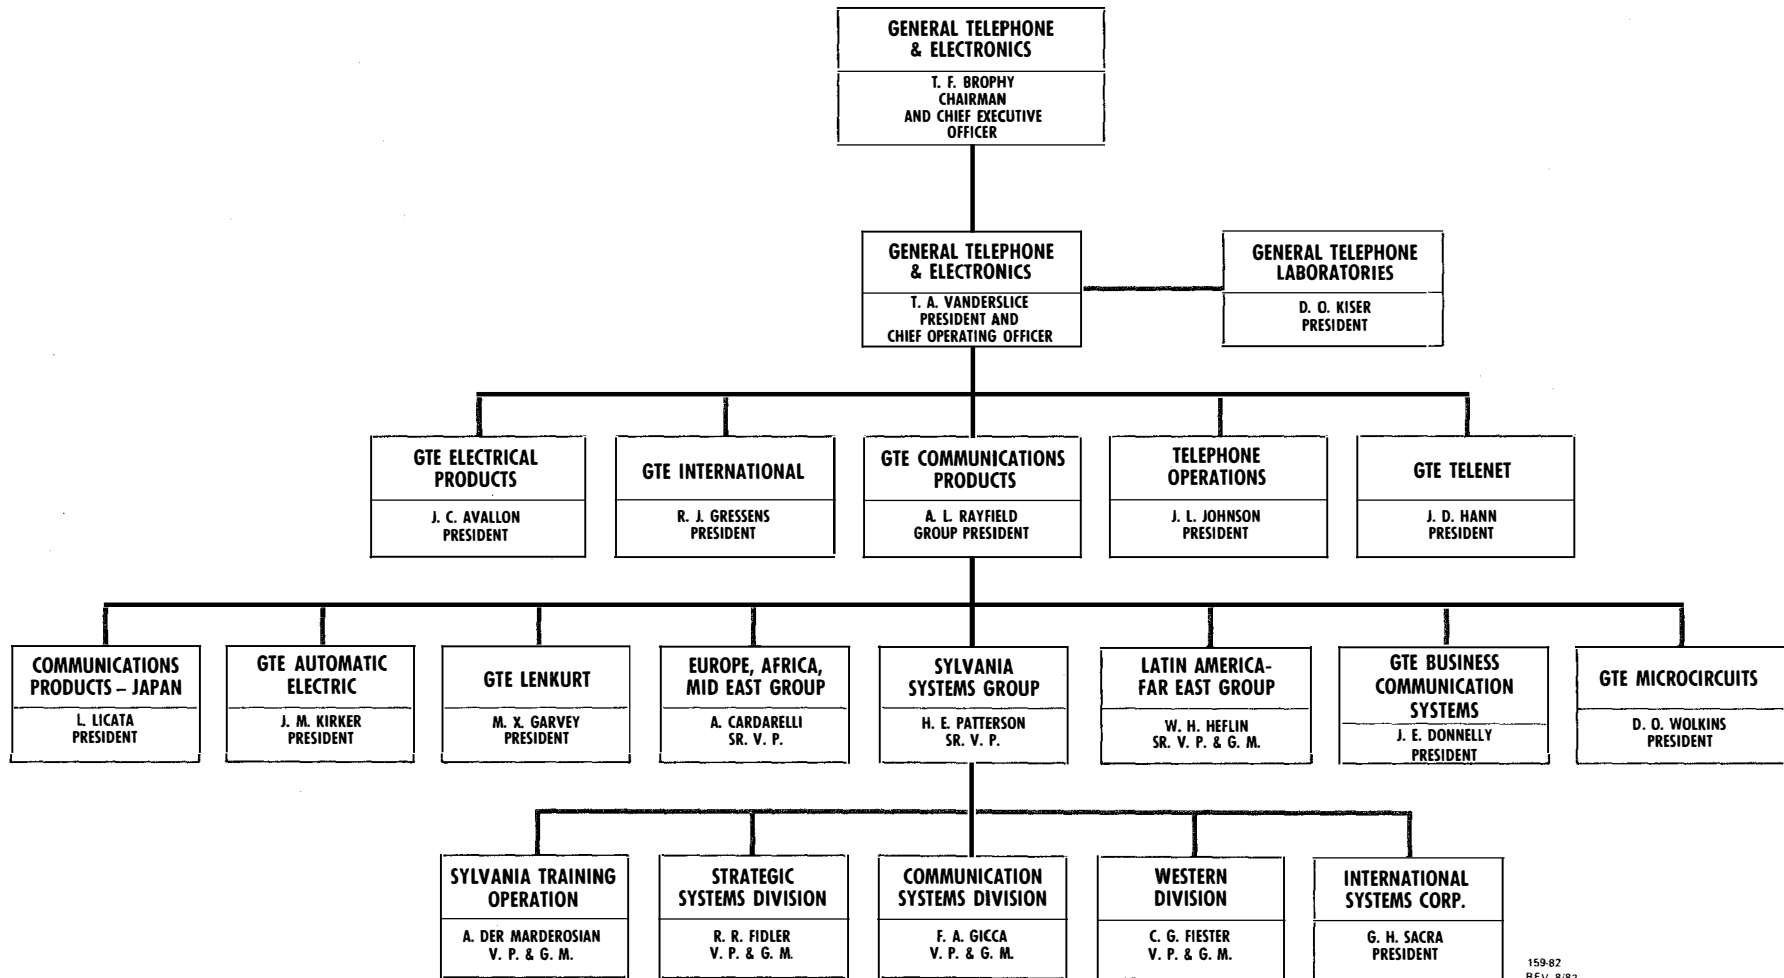 GENERAL TELEPHONE
& ELECTRONICS
T. F. BROPHY
CHAIRMAN
AND CHIEF EXECUTIVE
OFFICER
GENERAL TELEPHONE
& ELECTRONICS
T. A. VANDERSLICE
PRESIDENT AND
CHIEF OPERATING OFFICER
GENERAL TELEPHONE
LABORATORIES
D. O. KISER
PRESIDENT
GTE ELECTRICAL
PRODUCTS
J. C. AVALLON
PRESIDENT
GTE INTERNATIONAL
R. J. GRESSENS
PRESIDENT
GTE COMMUNICATIONS
PRODUCTS
A. L. RAYFIELD
GROUP PRESIDENT
TELEPHONE
OPERATIONS
J. L. JOHNSON
PRESIDENT
GTE TELENET
J. D. HANN
PRESIDENT
COMMUNICATIONS
PRODUCTS – JAPAN
L. LICATA
PRESIDENT
GTE AUTOMATIC
ELECTRIC
J. M. KIRKER
PRESIDENT
GTE LENKURT
M. X. GARVEY
PRESIDENT
EUROPE, AFRICA,
MID EAST GROUP
A. CARDARELLI
SR. V. P.
SYLVANIA
SYSTEMS GROUP
H. E. PATTERSON
SR. V. P.
LATIN AMERICA-
FAR EAST GROUP
W. H. HEFLIN
SR. V. P. & G. M.
GTE BUSINESS
COMMUNICATION
SYSTEMS
J. E. DONNELLY
PRESIDENT
GTE MICROCIRCUITS
D. O. WOLKINS
PRESIDENT
SYLVANIA TRAINING
OPERATION
A. DER MARDEROSIAN
V. P. & G. M.
STRATEGIC
SYSTEMS DIVISION
R. R. FIDLER
V. P. & G. M.
COMMUNICATION
SYSTEMS DIVISION
F. A. GICCA
V. P. & G. M.
WESTERN
DIVISION
C. G. FIESTER
V. P. & G. M.
INTERNATIONAL
SYSTEMS CORP.
G. H. SACRA
PRESIDENT
159-82
REV. 8/82